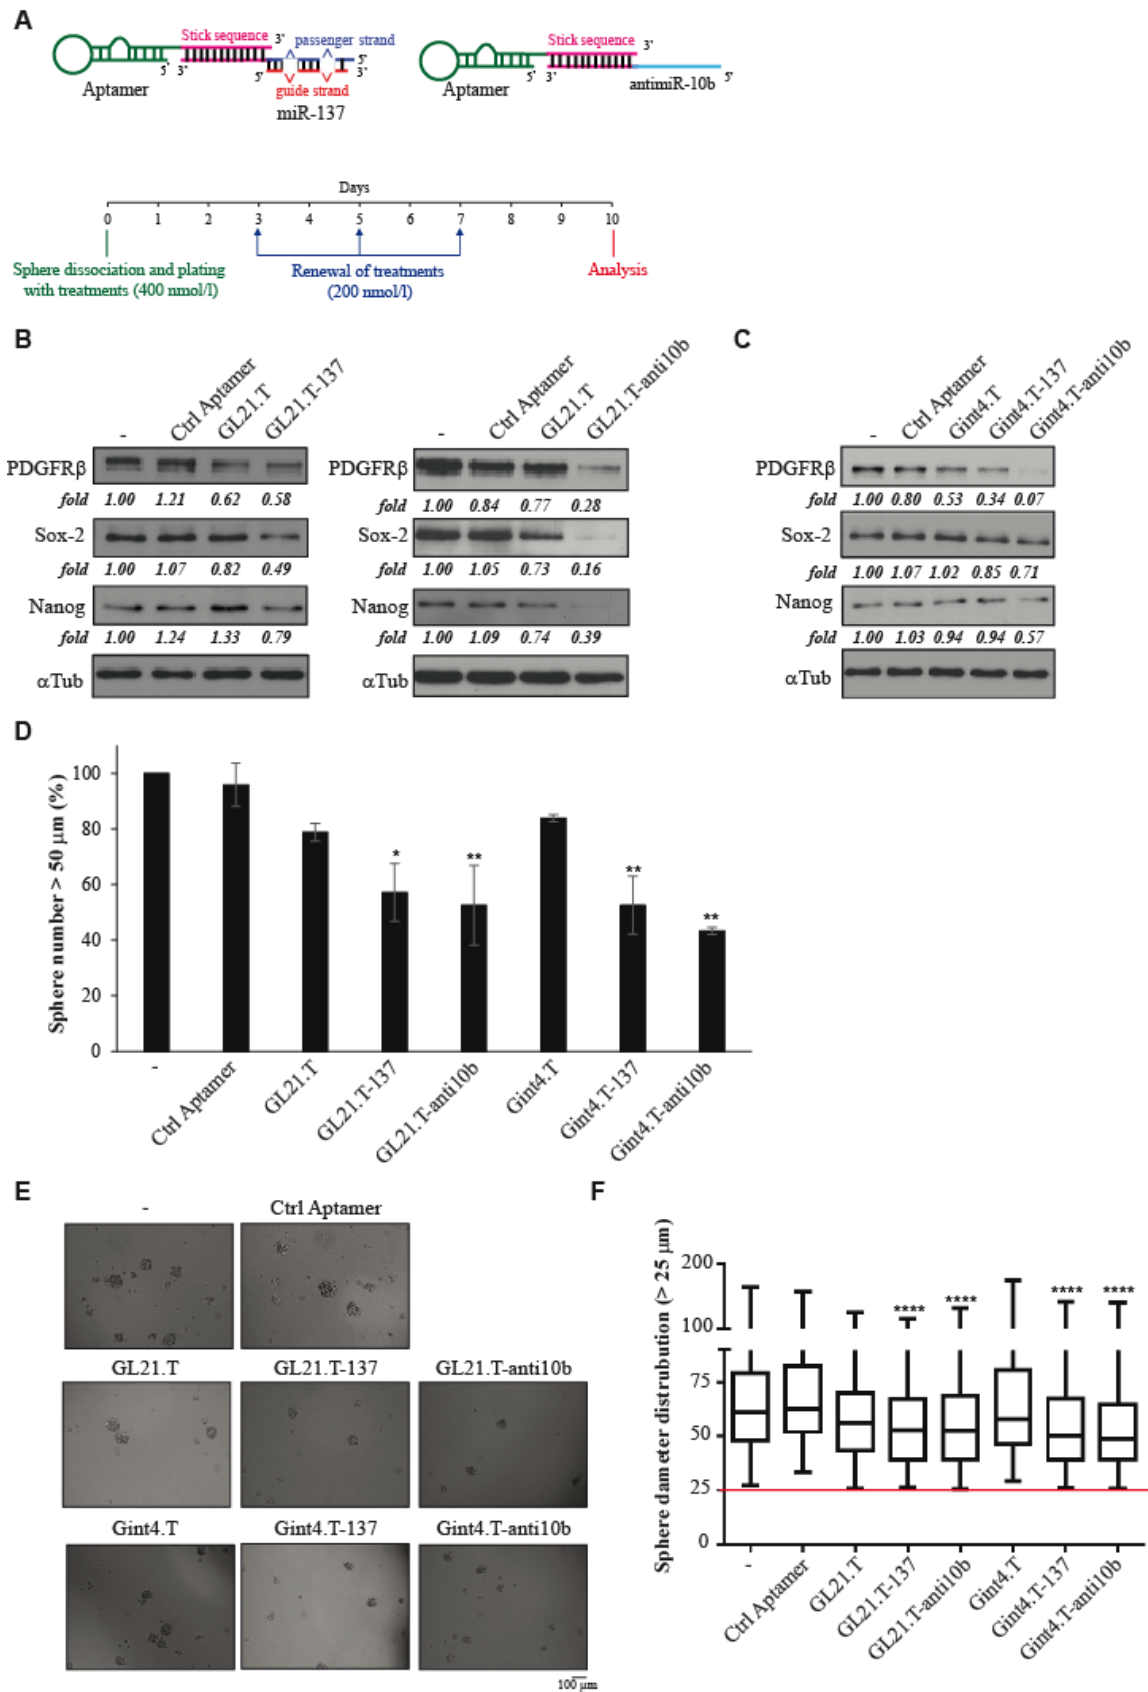 A
Stick sequence 3' passenger strand
5' 3' 5' 5' 3'
Aptamer guide strand
miR-137
Stick sequence 3'
5' 3' antimiR-10b 5'
Aptamer
Days
0 1 2 3 4 5 6 7 8 9 10
Sphere dissociation and plating
with treatments (400 nmol/l)
Renewal of treatments
(200 nmol/l)
Analysis
B
- Ctrl Aptamer GL21.T GL21.T-137
PDGFRβ
fold 1.00 1.21 0.62 0.58
Sox-2
fold 1.00 1.07 0.82 0.49
Nanog
fold 1.00 1.24 1.33 0.79
αTub
- Ctrl Aptamer GL21.T GL21.T-anti10b
PDGFRβ
fold 1.00 0.84 0.77 0.28
Sox-2
fold 1.00 1.05 0.73 0.16
Nanog
fold 1.00 1.09 0.74 0.39
αTub
C
- Ctrl Aptamer Gint4.T Gint4.T-137 Gint4.T-anti10b
PDGFRβ
fold 1.00 0.80 0.53 0.34 0.07
Sox-2
fold 1.00 1.07 1.02 0.85 0.71
Nanog
fold 1.00 1.03 0.94 0.94 0.57
αTub
D
Sphere number > 50 µm (%)
100
80
60
40
20
0
* ** ** **
- Ctrl Aptamer GL21.T GL21.T-137 GL21.T-anti10b Gint4.T Gint4.T-137 Gint4.T-anti10b
E
- Ctrl Aptamer
GL21.T GL21.T-137 GL21.T-anti10b
Gint4.T Gint4.T-137 Gint4.T-anti10b
100 µm
F
Sphere dameter distrubution (> 25 µm)
200
100
75
50
25
0
**** **** **** ****
- Ctrl Aptamer GL21.T GL21.T-137 GL21.T-anti10b Gint4.T Gint4.T-137 Gint4.T-anti10b